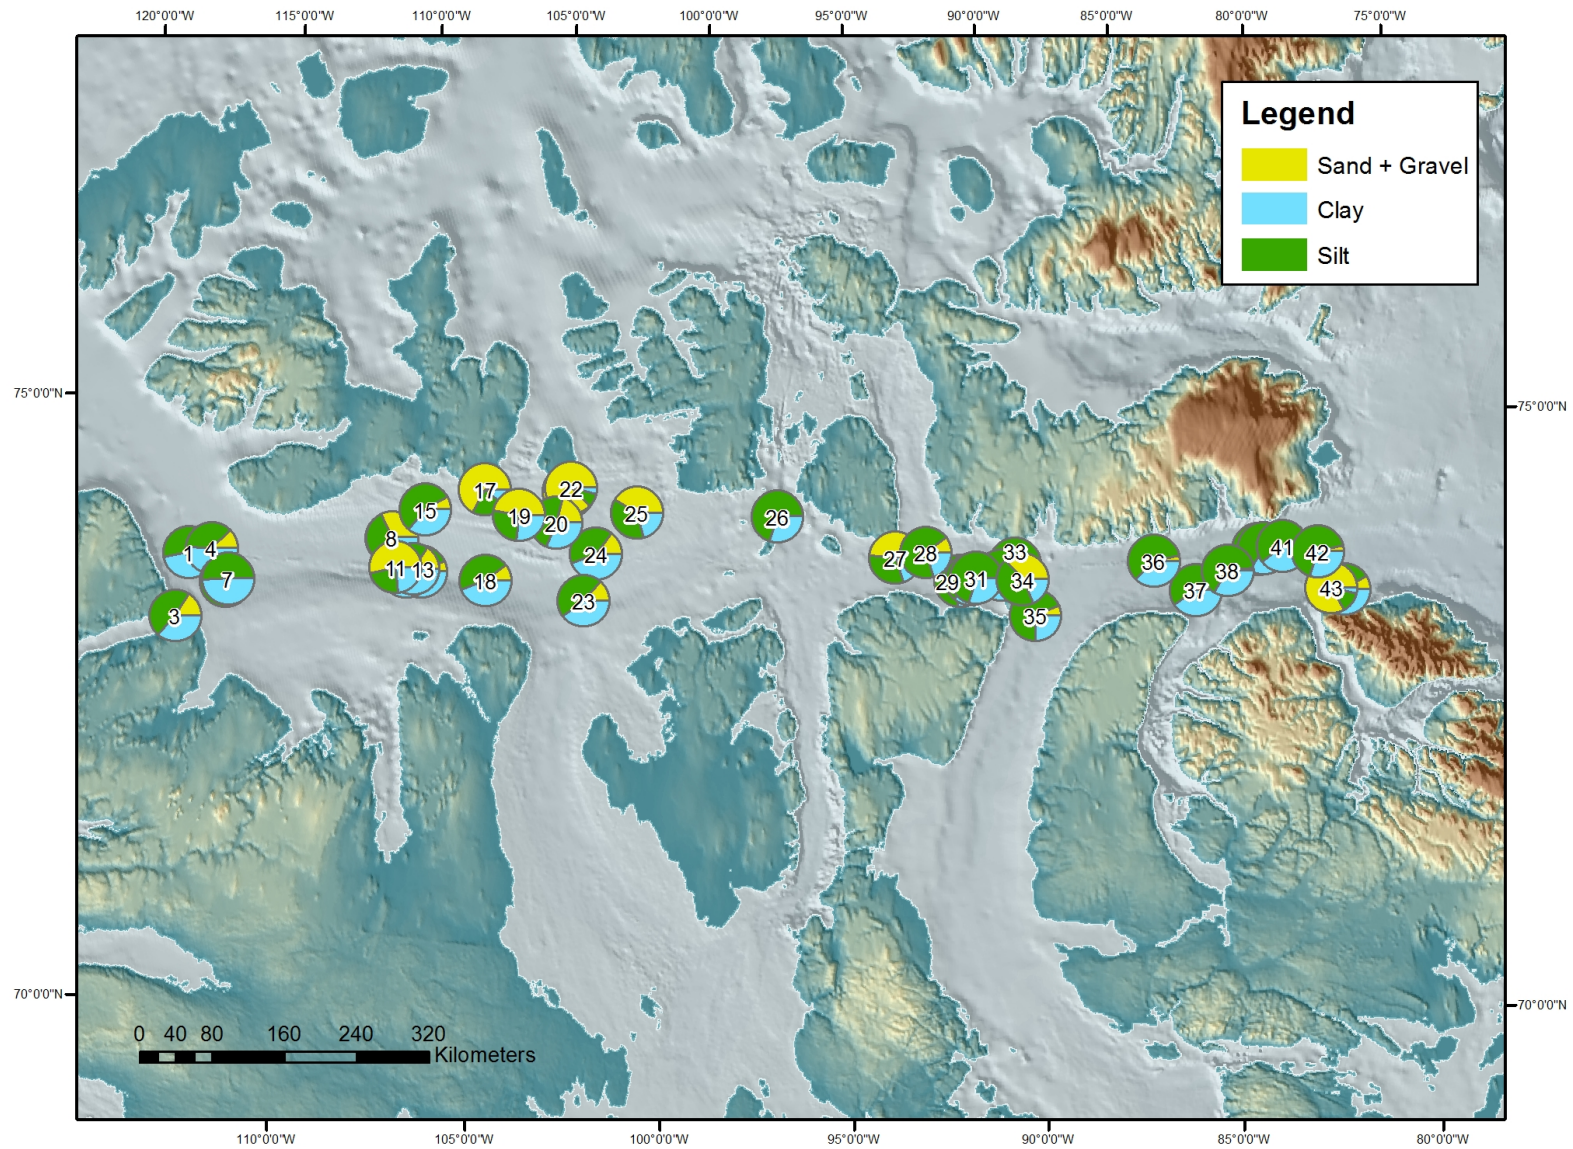 120°0'0"W 115°0'0"W 110°0'0"W 105°0'0"W 100°0'0"W 95°0'0"W 90°0'0"W 85°0'0"W 80°0'0"W 75°0'0"W
Legend
Sand + Gravel
Clay
Silt
75°0'0"N 75°0'0"N
17 22
15 19 20 25 26
8 24
1 4 11 13 18 27 28 33 36 41 42
7 29 31 34 37 38 43
3 23 35
70°0'0"N 70°0'0"N
0 40 80 160 240 320
Kilometers
110°0'0"W 105°0'0"W 100°0'0"W 95°0'0"W 90°0'0"W 85°0'0"W 80°0'0"W